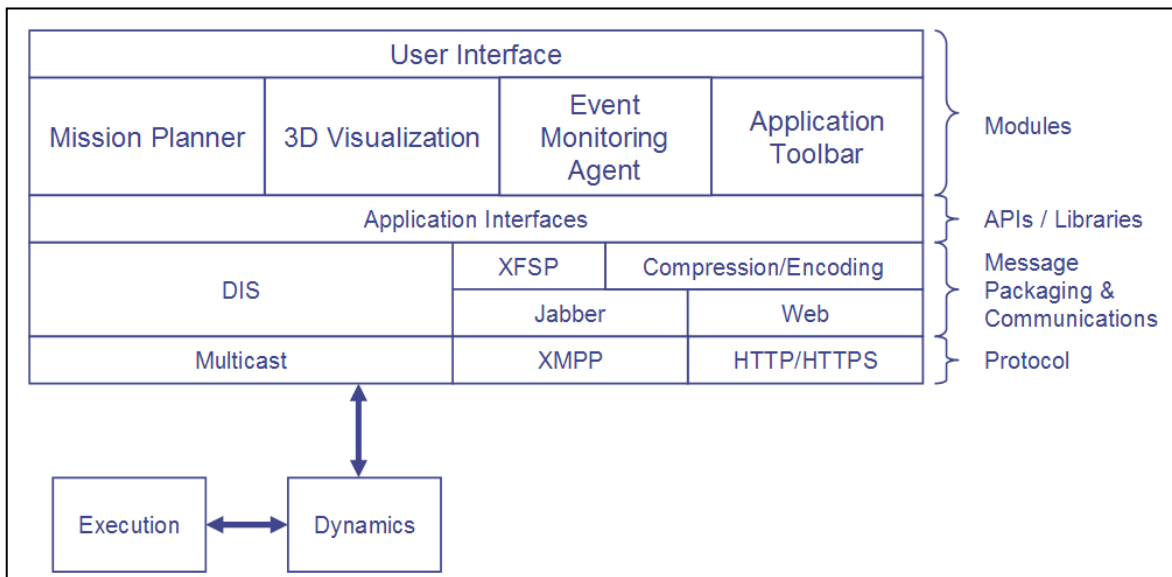 User Interface
Mission Planner
3D Visualization
Event
Monitoring
Agent
Application
Toolbar
Modules
Application Interfaces
APIs / Libraries
DIS
XFSP
Compression/Encoding
Jabber
Web
Message
Packaging &
Communications
Multicast
XMPP
HTTP/HTTPS
Protocol
Execution
Dynamics